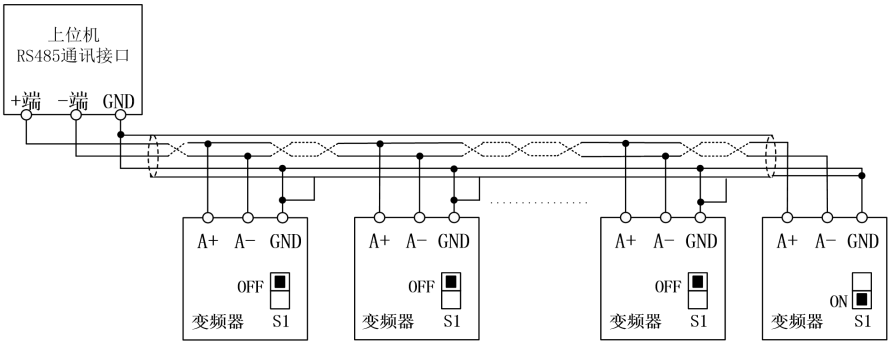 上位机
RS485通讯接口
+端 -端 GND
A+ A- GND A+ A- GND A+ A- GND A+ A- GND
OFF OFF OFF ON
变频器 S1 变频器 S1 变频器 S1 变频器 S1